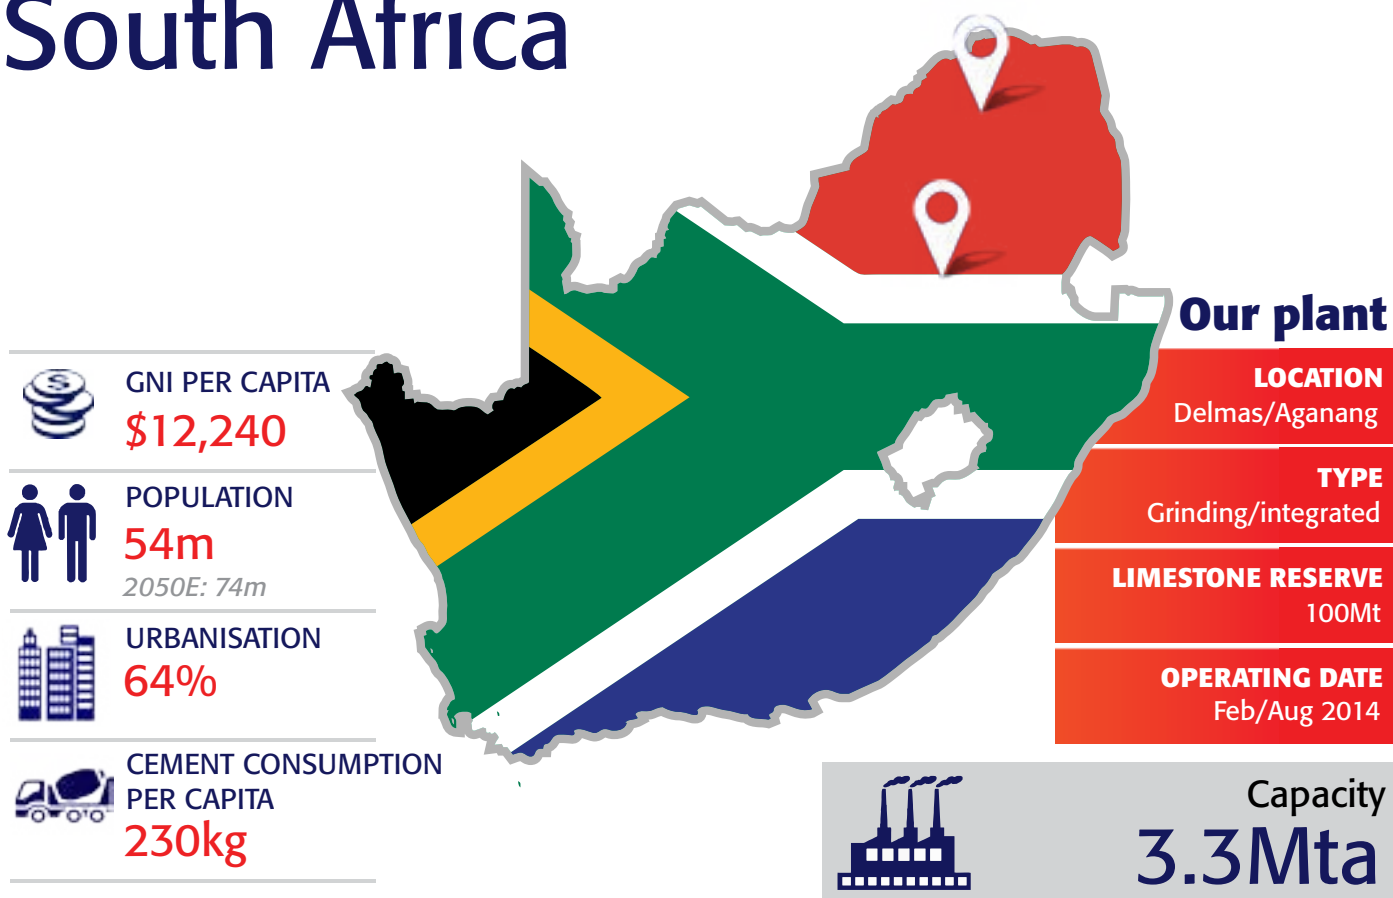 South Africa
GNI PER CAPITA
$12,240
POPULATION
54m
2050E: 74m
URBANISATION
64%
CEMENT CONSUMPTION
PER CAPITA
230kg
Our plant
LOCATION
Delmas/Aganang
TYPE
Grinding/integrated
LIMESTONE RESERVE
100Mt
OPERATING DATE
Feb/Aug 2014
Capacity
3.3Mta